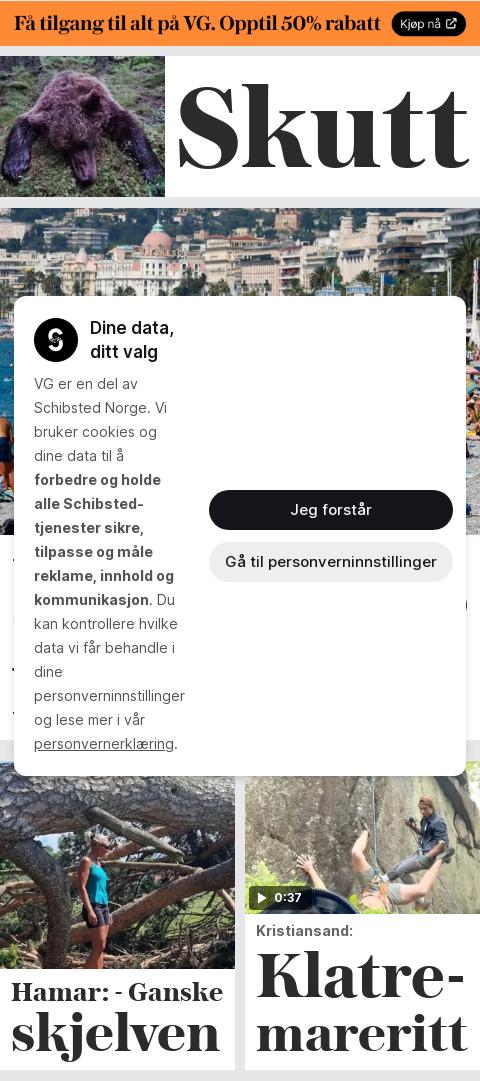 Få tilgang til alt på VG. Opptil 50% rabatt
Kjøp nå
Skutt
Dine data,
ditt valg
VG er en del av
Schibsted Norge. Vi
bruker cookies og
dine data til å
forbedre og holde
alle Schibsted-
tjenester sikre,
tilpasse og måle
reklame, innhold og
kommunikasjon. Du
kan kontrollere hvilke
data vi får behandle i
dine
personverninnstillinger
og lese mer i vår
personvernerklæring.
Jeg forstår
Gå til personverninnstillinger
Hamar: - Ganske
skjelven
0:37
Kristiansand:
Klatre-
mareritt